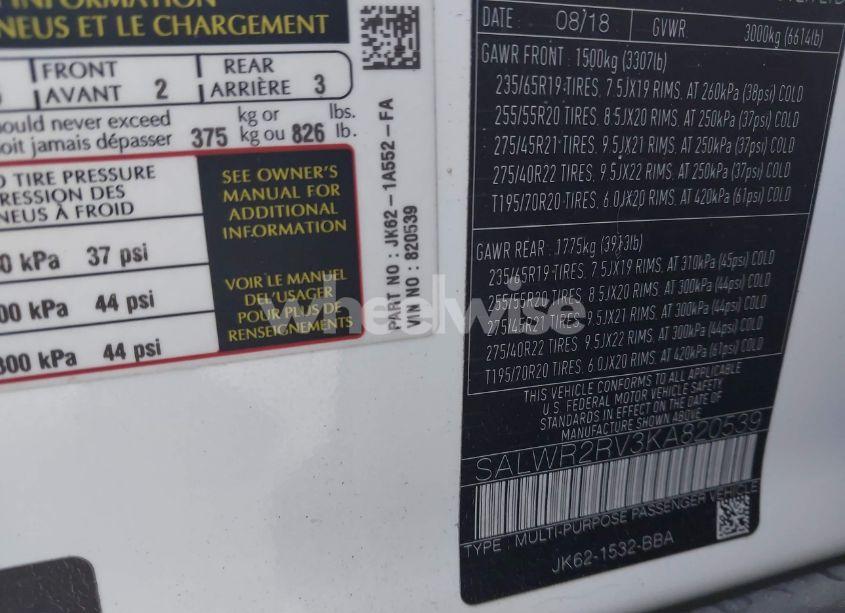 INFORMATION
NEUS ET LE CHARGEMENT
FRONT 2 REAR 3
AVANT ARRIÈRE
ould never exceed 375 kg or 826 lbs.
oit jamais dépasser kg ou lb.
TIRE PRESSURE
RESSION DES
NEUS À FROID
0 kPa 37 psi
00 kPa 44 psi
300 kPa 44 psi
SEE OWNER'S
MANUAL FOR
ADDITIONAL
INFORMATION
VOIR LE MANUEL
DE L'USAGER
POUR PLUS DE
RENSEIGNEMENTS
PART NO : JK62-1A552-FA
VIN NO : 820539
DATE : 08/18 GVWR 3000kg (6614lb)
GAWR FRONT : 1500kg (3307lb)
235/65R19 TIRES, 7.5JX19 RIMS, AT 260kPa (38psi) COLD
255/55R20 TIRES, 8.5JX20 RIMS, AT 250kPa (37psi) COLD
275/45R21 TIRES, 9.5JX21 RIMS, AT 250kPa (37psi) COLD
275/40R22 TIRES, 9.5JX22 RIMS, AT 250kPa (37psi) COLD
T195/70R20 TIRES, 6.0JX20 RIMS, AT 420kPa (61psi) COLD
GAWR REAR : 1775kg (3913lb)
235/65R19 TIRES, 7.5JX19 RIMS, AT 310kPa (45psi) COLD
255/55R20 TIRES, 8.5JX20 RIMS, AT 300kPa (44psi) COLD
275/45R21 TIRES, 9.5JX21 RIMS, AT 300kPa (44psi) COLD
275/40R22 TIRES, 9.5JX22 RIMS, AT 300kPa (44psi) COLD
T195/70R20 TIRES, 6.0JX20 RIMS, AT 420kPa (61psi) COLD
THIS VEHICLE CONFORMS TO ALL APPLICABLE
U.S. FEDERAL MOTOR VEHICLE SAFETY
STANDARDS IN EFFECT ON THE DATE OF
MANUFACTURE SHOWN ABOVE
SALWR2RV3KA820539
TYPE : MULTI-PURPOSE PASSENGER VEHICLE
JK62-1532-BBA
wheelwise